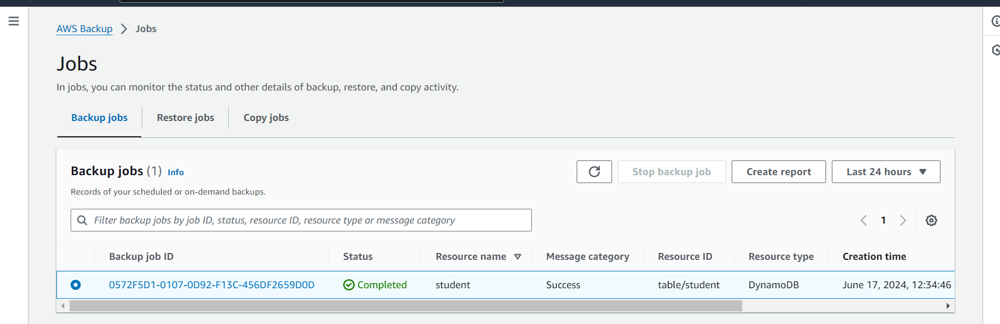 AWS Backup > Jobs
Jobs
In jobs, you can monitor the status and other details of backup, restore, and copy activity.
Backup jobs Restore jobs Copy jobs
Backup jobs (1) Info Stop backup job Create report Last 24 hours
Records of your scheduled or on-demand backups.
Filter backup jobs by job ID, status, resource ID, resource type or message category 1
Backup job ID Status Resource name Message category Resource ID Resource type Creation time
0572F5D1-0107-0D92-F13C-456DF2659D0D Completed student Success table/student DynamoDB June 17, 2024, 12:34:46